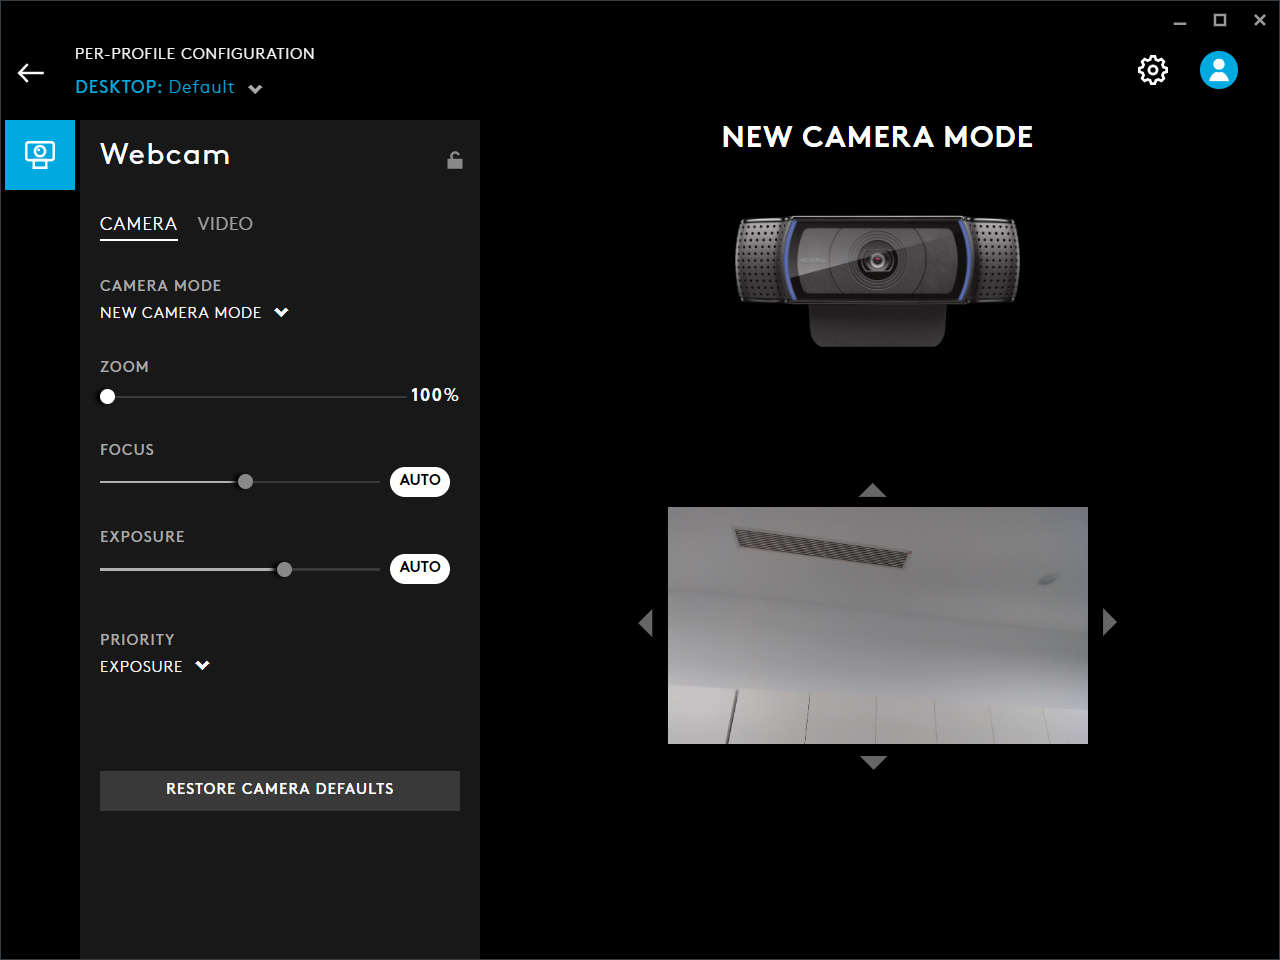 PER-PROFILE CONFIGURATION
DESKTOP: Default
Webcam
CAMERA VIDEO
CAMERA MODE
NEW CAMERA MODE
ZOOM
100%
FOCUS
AUTO
EXPOSURE
AUTO
PRIORITY
EXPOSURE
RESTORE CAMERA DEFAULTS
NEW CAMERA MODE